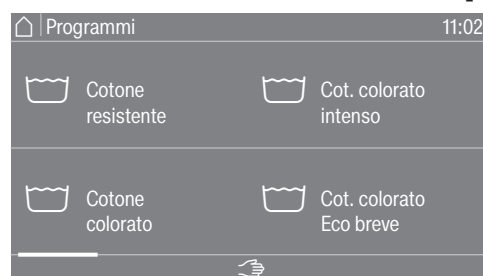 Programmi
11:02
Cotone
resistente
Cot. colorato
intenso
Cotone
colorato
Cot. colorato
Eco breve